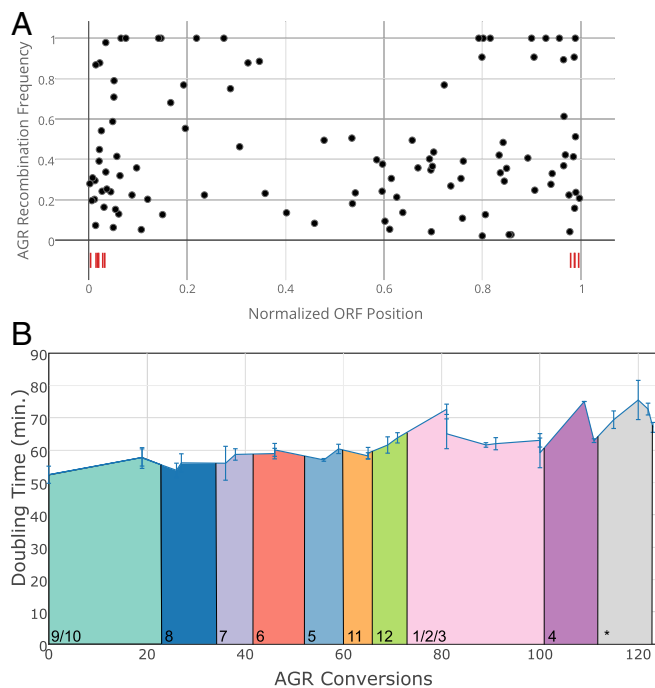 A
AGR Recombination Frequency
1
0.8
0.6
0.4
0.2
0
0 0.2 0.4 0.6 0.8 1
Normalized ORF Position
B
Doubling Time (min.)
90
80
70
60
50
40
30
20
10
0
9/10 8 7 6 5 11 12 1/2/3 4 *
0 20 40 60 80 100 120
AGR Conversions